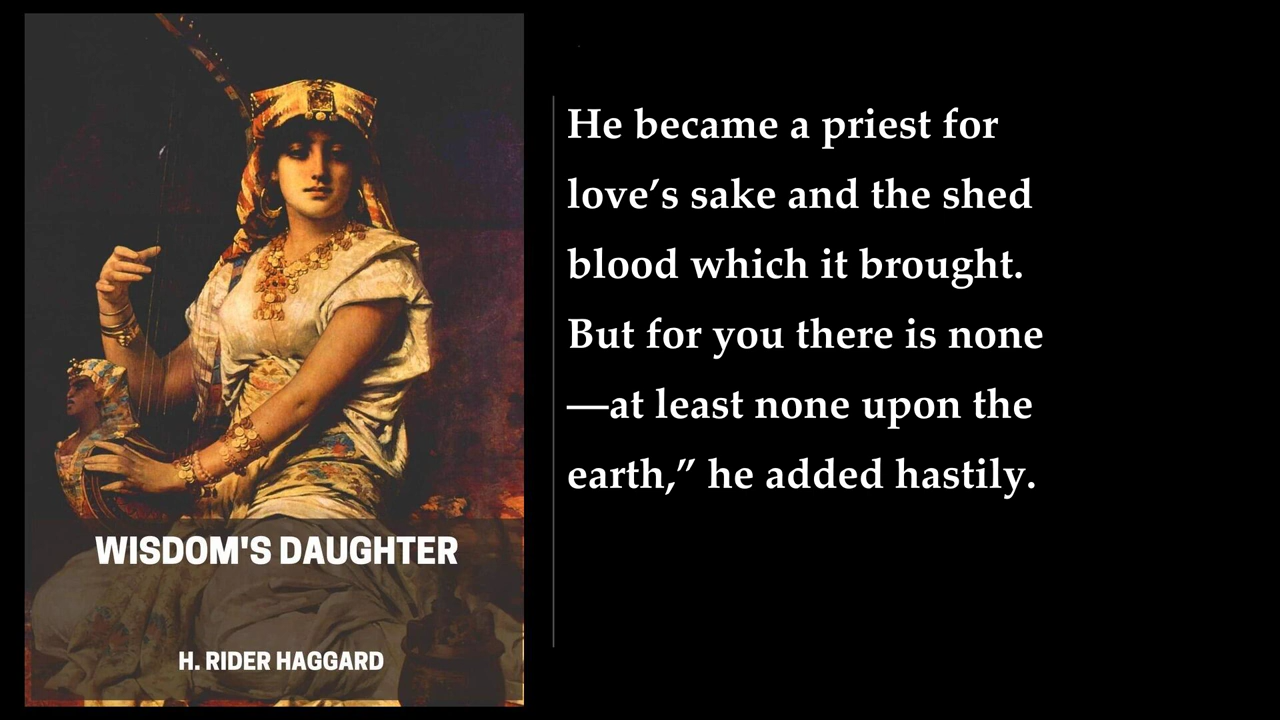 WISDOM'S DAUGHTER
H. RIDER HAGGARD
He became a priest for
love’s sake and the shed
blood which it brought.
But for you there is none
—at least none upon the
earth,” he added hastily.